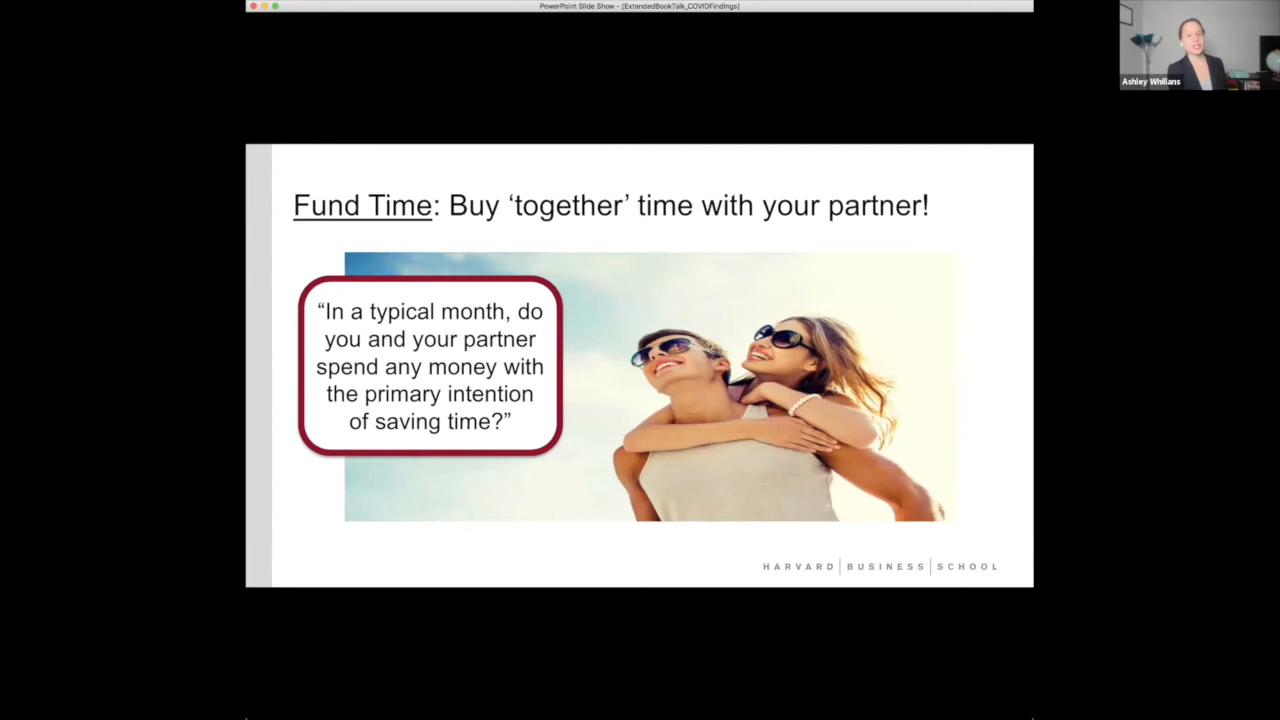 PowerPoint Slide Show - [ExtendedBookTalk_COVIDFindings]
Ashley Whillans
Fund Time: Buy ‘together’ time with your partner!
“In a typical month, do
you and your partner
spend any money with
the primary intention
of saving time?”
HARVARD | BUSINESS | SCHOOL